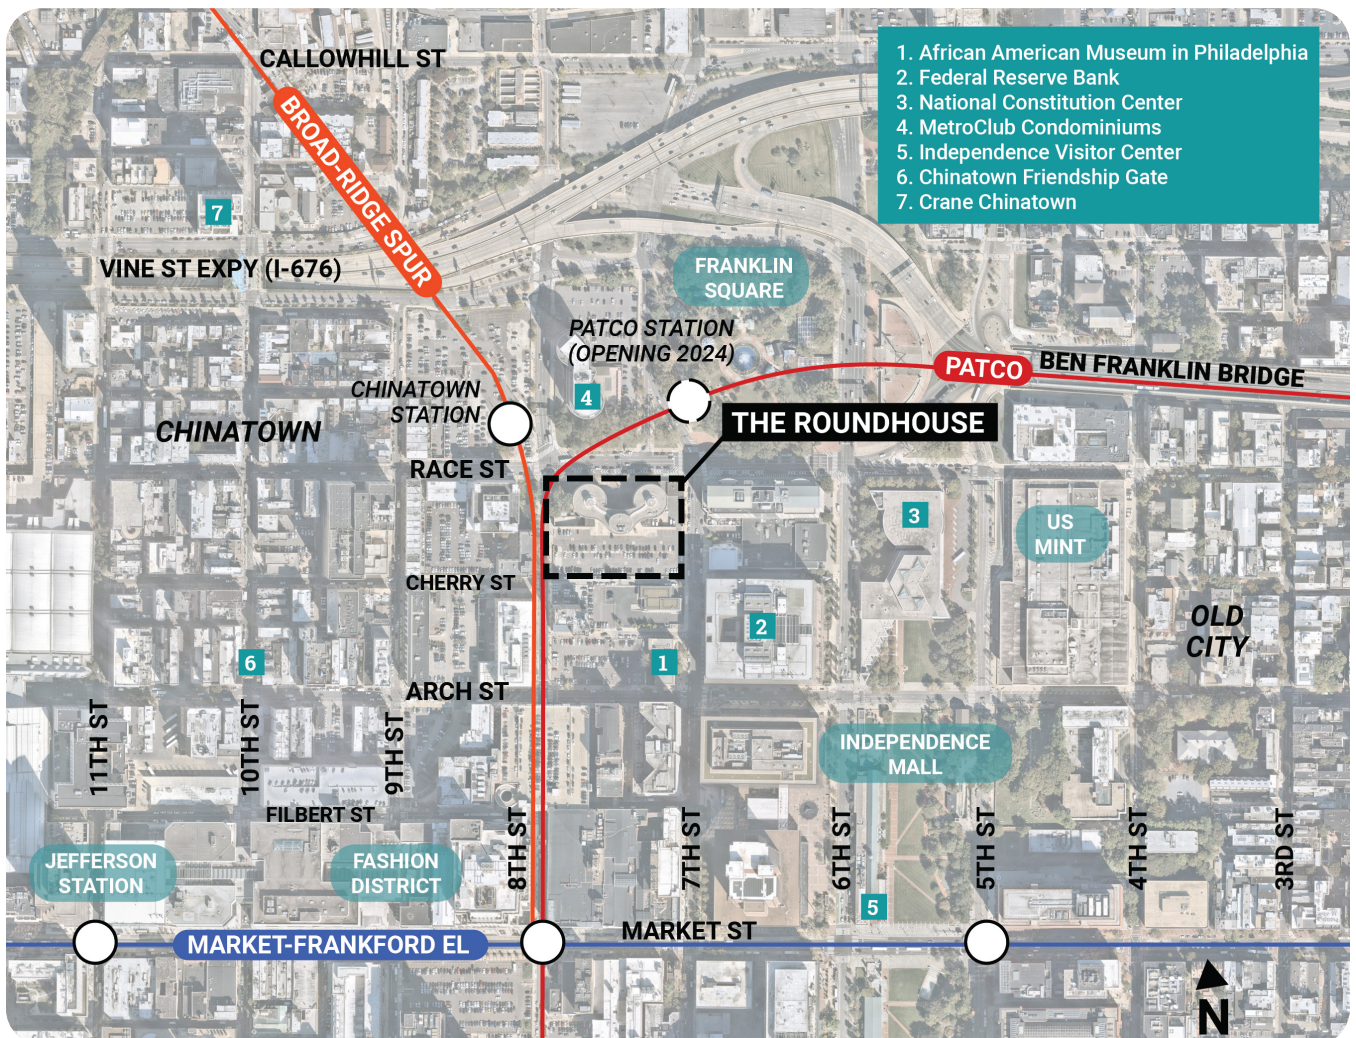 CALLOWHILL ST
1. African American Museum in Philadelphia
2. Federal Reserve Bank
3. National Constitution Center
4. MetroClub Condominiums
5. Independence Visitor Center
6. Chinatown Friendship Gate
7. Crane Chinatown
BROAD-RIDGE SPUR
7
VINE ST EXPY (I-676)
FRANKLIN
SQUARE
PATCO STATION
(OPENING 2024)
PATCO
BEN FRANKLIN BRIDGE
CHINATOWN
STATION
4
THE ROUNDHOUSE
CHINATOWN
RACE ST
3
US
MINT
CHERRY ST
2
OLD
CITY
6
1
ARCH ST
11TH ST
10TH ST
9TH ST
INDEPENDENCE
MALL
FILBERT ST
8TH ST
7TH ST
6TH ST
5TH ST
4TH ST
3RD ST
JEFFERSON
STATION
FASHION
DISTRICT
5
MARKET ST
MARKET-FRANKFORD EL
N